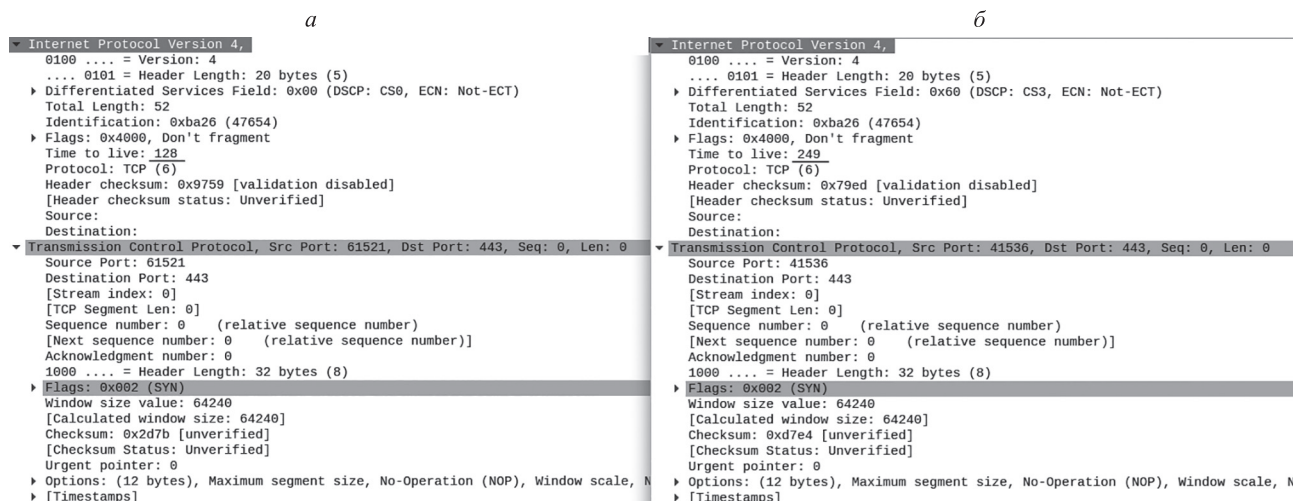 а
Internet Protocol Version 4,
0100 .... = Version: 4
.... 0101 = Header Length: 20 bytes (5)
Differentiated Services Field: 0x00 (DSCP: CS0, ECN: Not-ECT)
Total Length: 52
Identification: 0xba26 (47654)
Flags: 0x4000, Don't fragment
Time to live: 128
Protocol: TCP (6)
Header checksum: 0x9759 [validation disabled]
[Header checksum status: Unverified]
Source:
Destination:
Transmission Control Protocol, Src Port: 61521, Dst Port: 443, Seq: 0, Len: 0
Source Port: 61521
Destination Port: 443
[Stream index: 0]
[TCP Segment Len: 0]
Sequence number: 0 (relative sequence number)
[Next sequence number: 0 (relative sequence number)]
Acknowledgment number: 0
1000 .... = Header Length: 32 bytes (8)
Flags: 0x002 (SYN)
Window size value: 64240
[Calculated window size: 64240]
Checksum: 0x2d7b [unverified]
[Checksum Status: Unverified]
Urgent pointer: 0
Options: (12 bytes), Maximum segment size, No-Operation (NOP), Window scale, N
[Timestamps]
б
Internet Protocol Version 4,
0100 .... = Version: 4
.... 0101 = Header Length: 20 bytes (5)
Differentiated Services Field: 0x60 (DSCP: CS3, ECN: Not-ECT)
Total Length: 52
Identification: 0xba26 (47654)
Flags: 0x4000, Don't fragment
Time to live: 249
Protocol: TCP (6)
Header checksum: 0x79ed [validation disabled]
[Header checksum status: Unverified]
Source:
Destination:
Transmission Control Protocol, Src Port: 41536, Dst Port: 443, Seq: 0, Len: 0
Source Port: 41536
Destination Port: 443
[Stream index: 0]
[TCP Segment Len: 0]
Sequence number: 0 (relative sequence number)
[Next sequence number: 0 (relative sequence number)]
Acknowledgment number: 0
1000 .... = Header Length: 32 bytes (8)
Flags: 0x002 (SYN)
Window size value: 64240
[Calculated window size: 64240]
Checksum: 0xd7e4 [unverified]
[Checksum Status: Unverified]
Urgent pointer: 0
Options: (12 bytes), Maximum segment size, No-Operation (NOP), Window scale, N
[Timestamps]